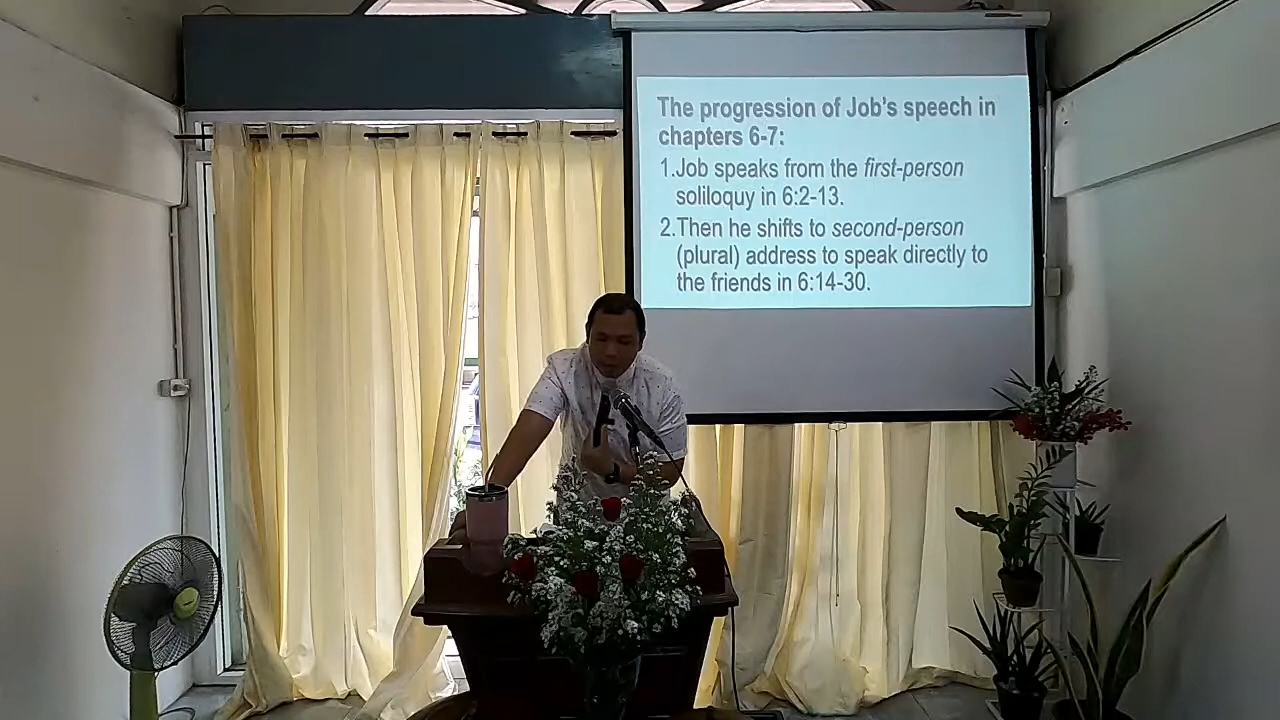 The progression of Job's speech in
chapters 6-7:
1.Job speaks from the first-person
soliloquy in 6:2-13.
2.Then he shifts to second-person
(plural) address to speak directly to
the friends in 6:14-30.